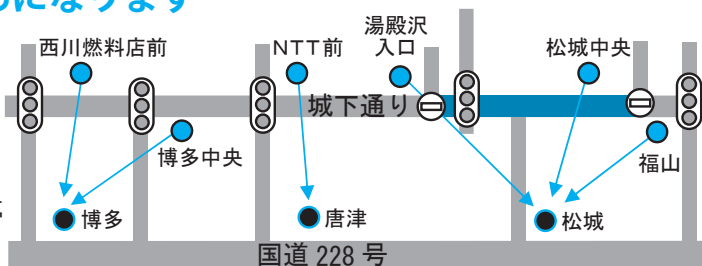 になります
湯殿沢
入口
西川燃料店前
NTT前
松城中央
城下通り
博多中央
福山
博多
唐津
松城
国道 228 号